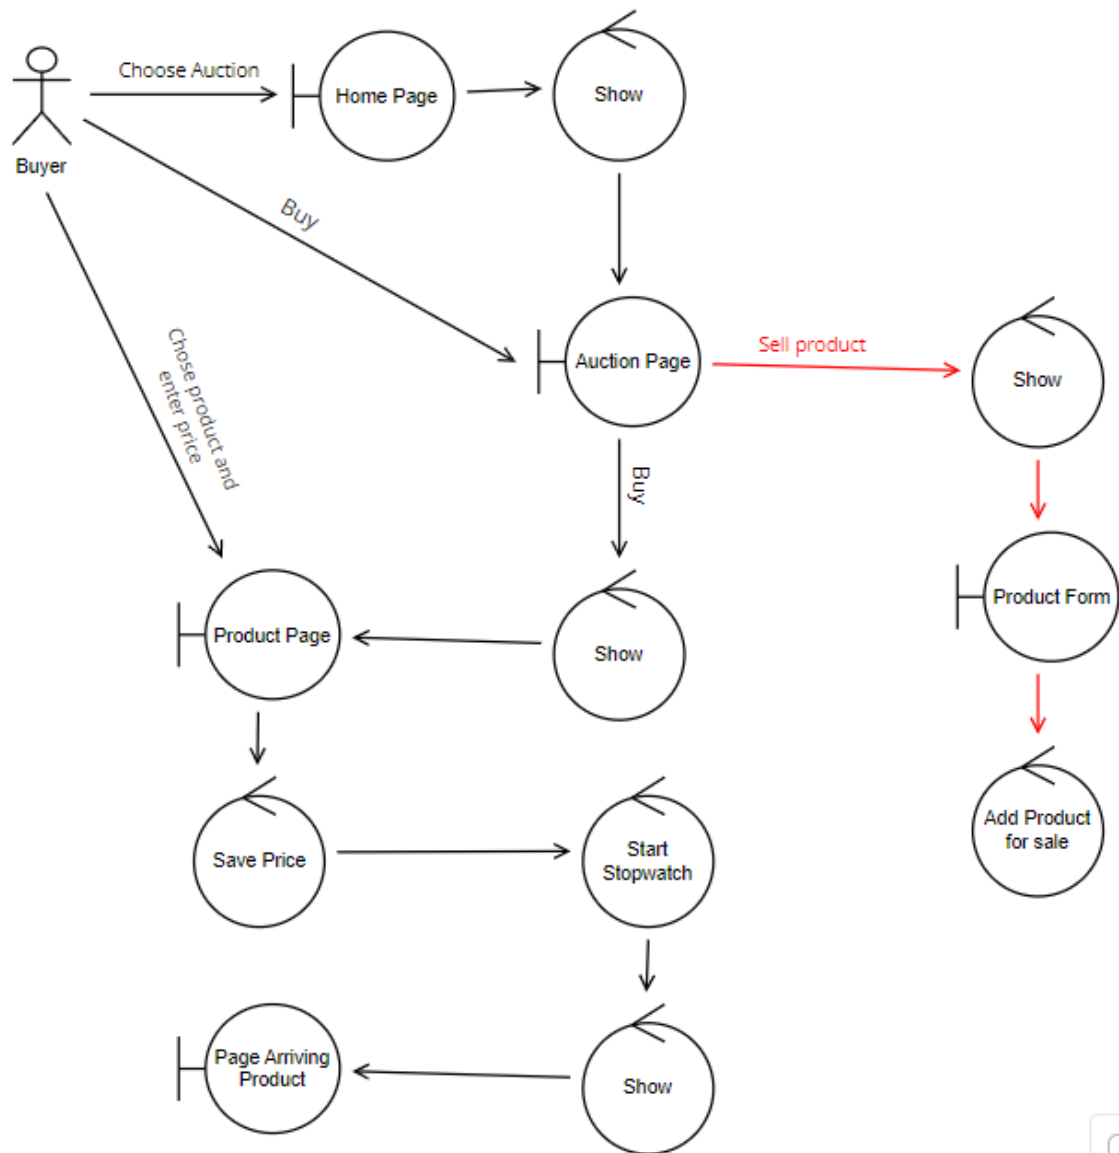 Choose Auction
Home Page
Show
Buyer
Buy
Auction Page
Sell product
Show
Chose product and
enter price
Buy
Product Form
Product Page
Show
Add Product
for sale
Save Price
Start
Stopwatch
Page Arriving
Product
Show